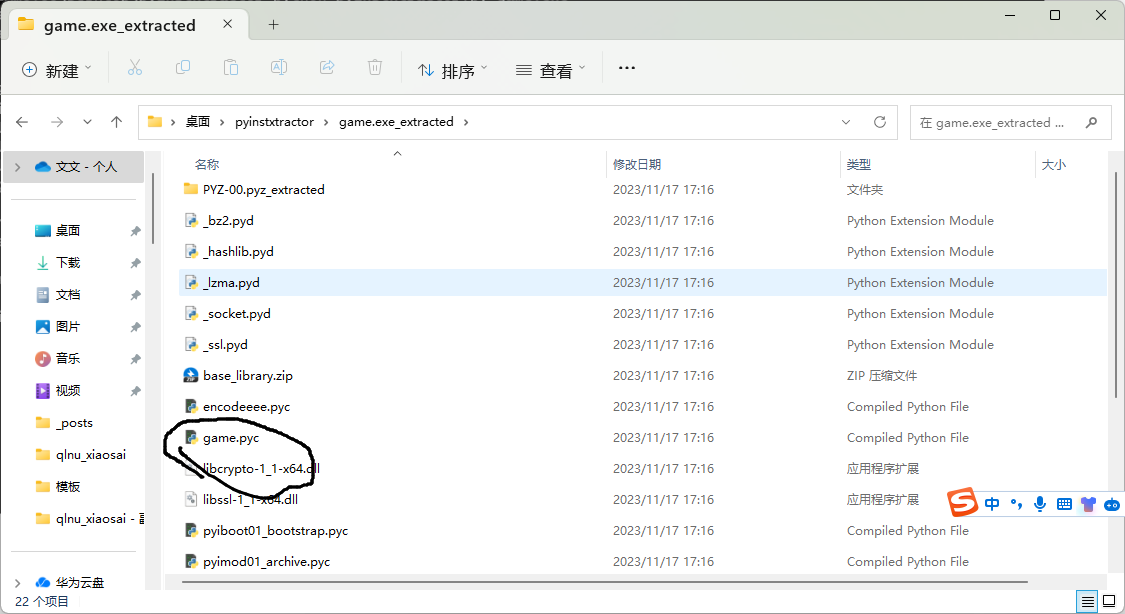 game.exe_extracted
新建
排序
查看
桌面 pyinstxtractor game.exe_extracted
在 game.exe_extracted ...
文文 - 个人
桌面
下载
文档
图片
音乐
视频
_posts
qlnu_xiaosai
模板
qlnu_xiaosai - 副
华为云盘
名称 修改日期 类型 大小
PYZ-00.pyz_extracted 2023/11/17 17:16 文件夹
_bz2.pyd 2023/11/17 17:16 Python Extension Module
_hashlib.pyd 2023/11/17 17:16 Python Extension Module
_lzma.pyd 2023/11/17 17:16 Python Extension Module
_socket.pyd 2023/11/17 17:16 Python Extension Module
_ssl.pyd 2023/11/17 17:16 Python Extension Module
base_library.zip 2023/11/17 17:16 ZIP 压缩文件
encodeeee.pyc 2023/11/17 17:16 Compiled Python File
game.pyc 2023/11/17 17:16 Compiled Python File
libcrypto-1_1-x64.dll 2023/11/17 17:16 应用程序扩展
libssl-1_1-x64.dll 2023/11/17 17:16 应用程序扩展
pyiboot01_bootstrap.pyc 2023/11/17 17:16 Compiled Python File
pyimod01_archive.pyc 2023/11/17 17:16 Compiled Python File
中
22 个项目